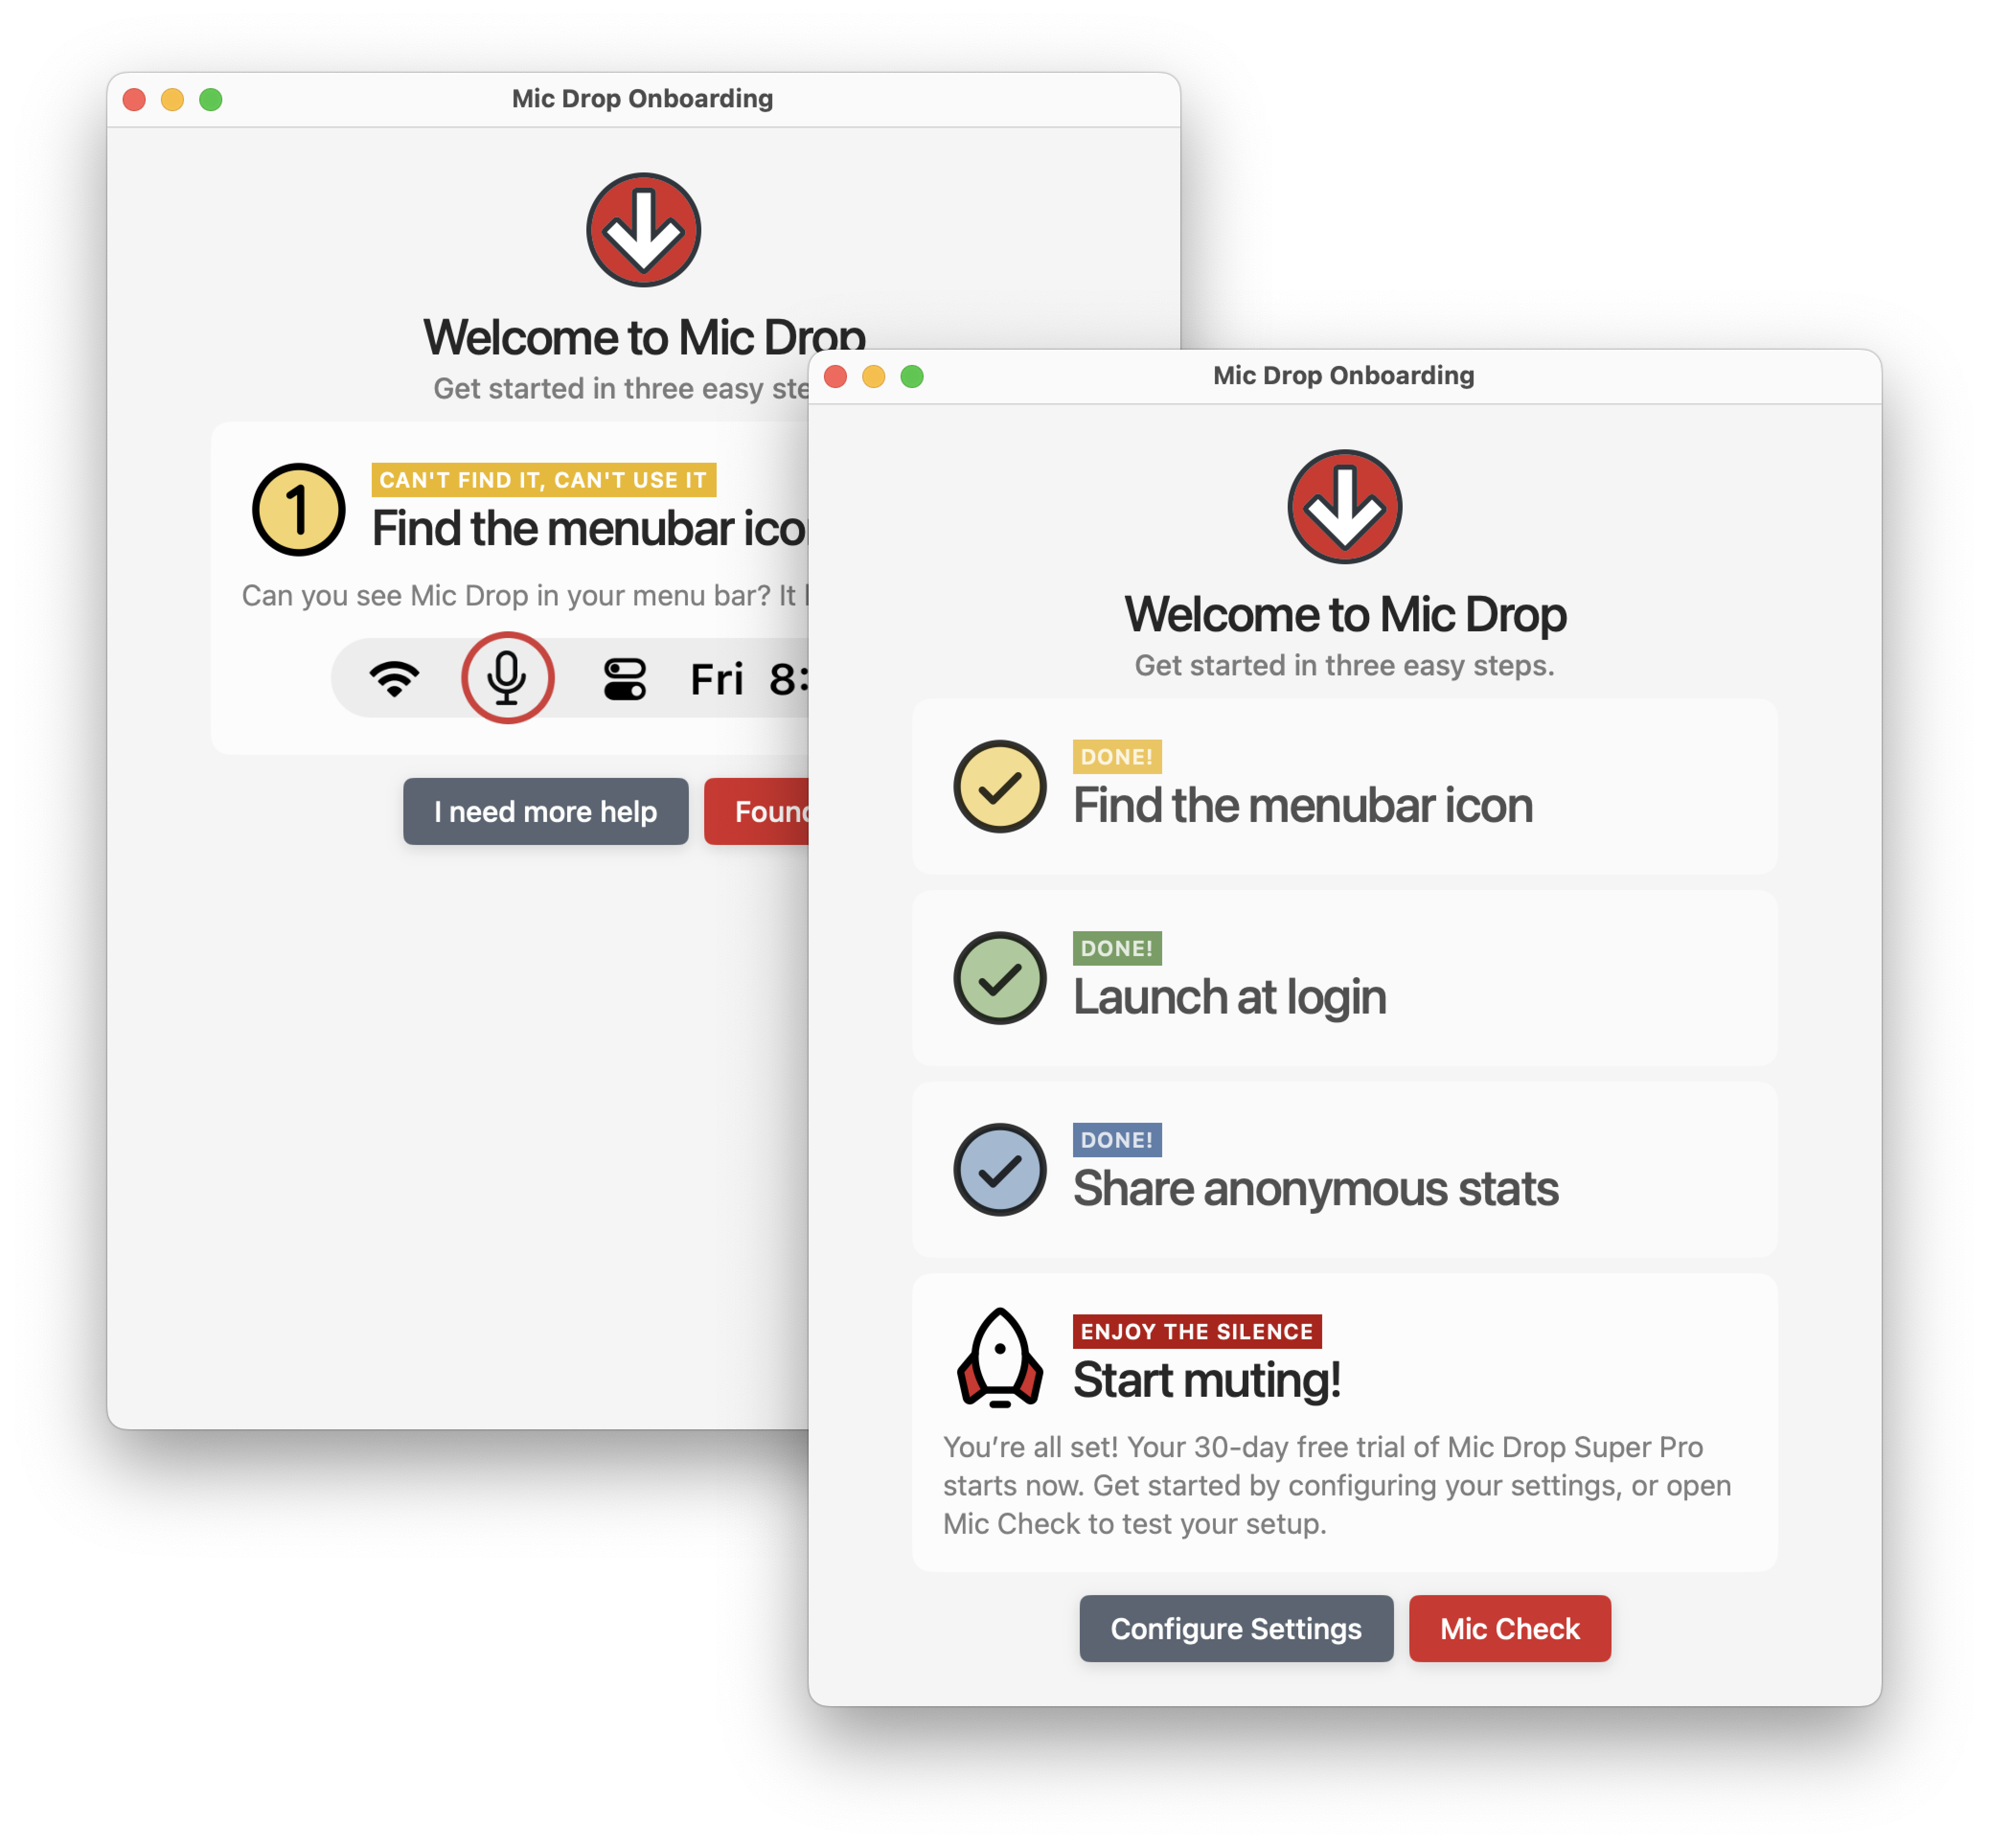 Mic Drop Onboarding
Welcome to Mic Drop
Get started in three easy
1
CAN'T FIND IT, CAN'T USE IT
Find the menubar
Can you see Mic Drop in your menu bar? It
Fri 8:
I need more help
Mic Drop Onboarding
Welcome to Mic Drop
Get started in three easy steps.
DONE!
Find the menubar icon
DONE!
Launch at login
DONE!
Share anonymous stats
ENJOY THE SILENCE
Start muting!
You’re all set! Your 30-day free trial of Mic Drop Super Pro
starts now. Get started by configuring your settings, or open
Mic Check to test your setup.
Configure Settings
Mic Check